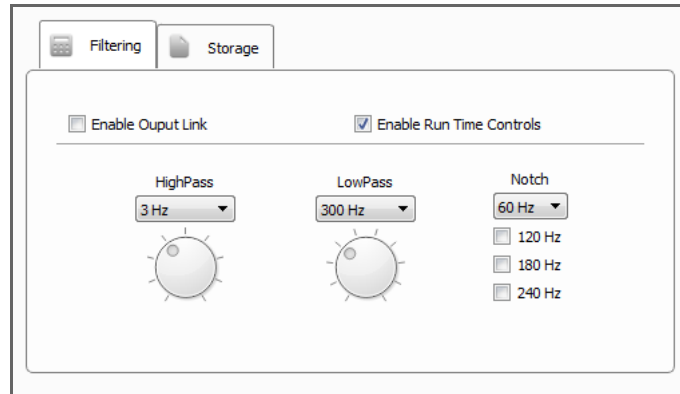 Filtering
Storage
Enable Ouput Link
Enable Run Time Controls
HighPass
LowPass
Notch
3 Hz
300 Hz
60 Hz
120 Hz
180 Hz
240 Hz